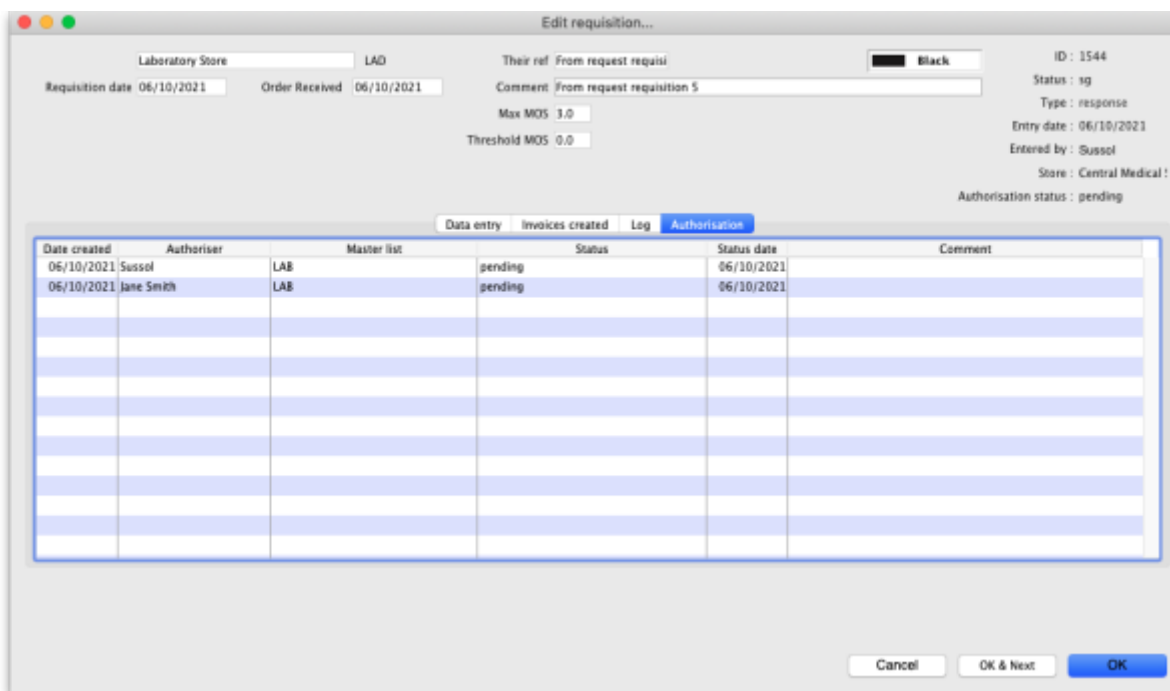 Edit requisition...
Laboratory Store LAD Their ref From request requisi Black ID : 1544
Status : sg
Requisition date 06/10/2021 Order Received 06/10/2021 Comment From request requisition 5
Type : response
Max MOS 3.0
Entry date : 06/10/2021
Threshold MOS 0.0
Entered by : Sussol
Store : Central Medical
Authorisation status : pending
Data entry Invoices created Log Authorisation
Date created Authoriser Master list Status Status date Comment
06/10/2021 Sussol LAB pending 06/10/2021
06/10/2021 Jane Smith LAB pending 06/10/2021
Cancel OK & Next OK